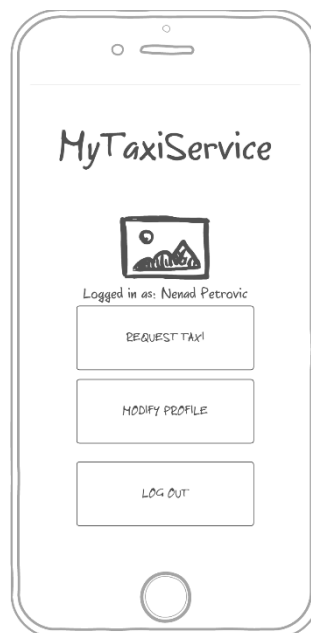 MyTaxiService
Logged in as: Nenad Petrovic
REQUEST TAXI
MODIFY PROFILE
LOG OUT